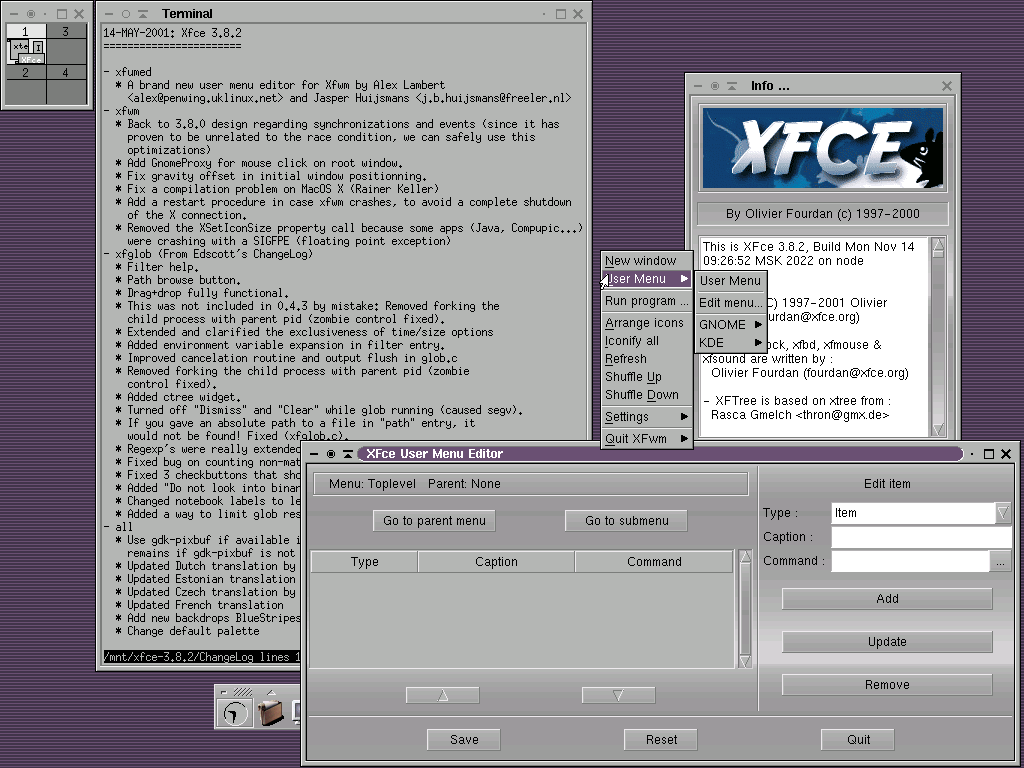 1 3
xte I
XFce
2 4
Terminal
14-MAY-2001: Xfce 3.8.2
=======================
- xfumed
* A brand new user menu editor for Xfwm by Alex Lambert
<alex@penwing.uklinux.net> and Jasper Huijsmans <j.b.huijsmans@freeler.nl>
- xfwm
* Back to 3.8.0 design regarding synchronizations and events (since it has
proven to be unrelated to the race condition, we can safely use this
optimizations)
* Add GnomeProxy for mouse click on root window.
* Fix gravity offset in initial window positionning.
* Fix a compilation problem on MacOS X (Rainer Keller)
* Add a restart procedure in case xfwm crashes, to avoid a complete shutdown
of the X connection.
* Removed the XSetIconSize property call because some apps (Java, Compupic...)
were crashing with a SIGFPE (floating point exception)
- xfglob (From Edscott's ChangeLog)
* Filter help.
* Path browse button.
* Drag+drop fully functional.
* This was not included in 0.4.3 by mistake: Removed forking the
child process with parent pid (zombie control fixed).
* Extended and clarified the exclusiveness of time/size options
* Added environment variable expansion in filter entry.
* Improved cancelation routine and output flush in glob.c
* Removed forking the child process with parent pid (zombie
control fixed).
* Added ctree widget.
* Turned off "Dismiss" and "Clear" while glob running (caused segv).
* If you gave an absolute path to a file in "path" entry, it
would not be found! Fixed (xfglob.c).
* Regexp's were really extended
* Fixed bug on counting non-mat
* Fixed 3 checkbuttons that sho
* Added "Do not look into binar
* Changed notebook labels to le
* Added a way to limit glob res
- all
* Use gdk-pixbuf if available i
remains if gdk-pixbuf is not
* Updated Dutch translation by
* Updated Estonian translation
* Updated Czech translation by
* Updated French translation
* Add new backdrops BlueStripes
* Change default palette
/mnt/xfce-3.8.2/ChangeLog lines 1
Info ...
XFCE
By Olivier Fourdan (c) 1997-2000
This is XFce 3.8.2, Build Mon Nov 14
09:26:52 MSK 2022 on node
C) 1997-2001 Olivier
ourdan@xfce.org)
ock, xfbd, xfmouse &
xfsound are written by :
Olivier Fourdan (fourdan@xfce.org)
- XFTree is based on xtree from :
Rasca Gmelch <thron@gmx.de>
New window
User Menu
Run program ...
Arrange icons
Iconify all
Refresh
Shuffle Up
Shuffle Down
Settings
Quit XFwm
User Menu
Edit menu...
GNOME
KDE
XFce User Menu Editor
Menu: Toplevel Parent: None
Go to parent menu Go to submenu
Type Caption Command
Edit item
Type : Item
Caption :
Command : ...
Add
Update
Remove
Save Reset Quit